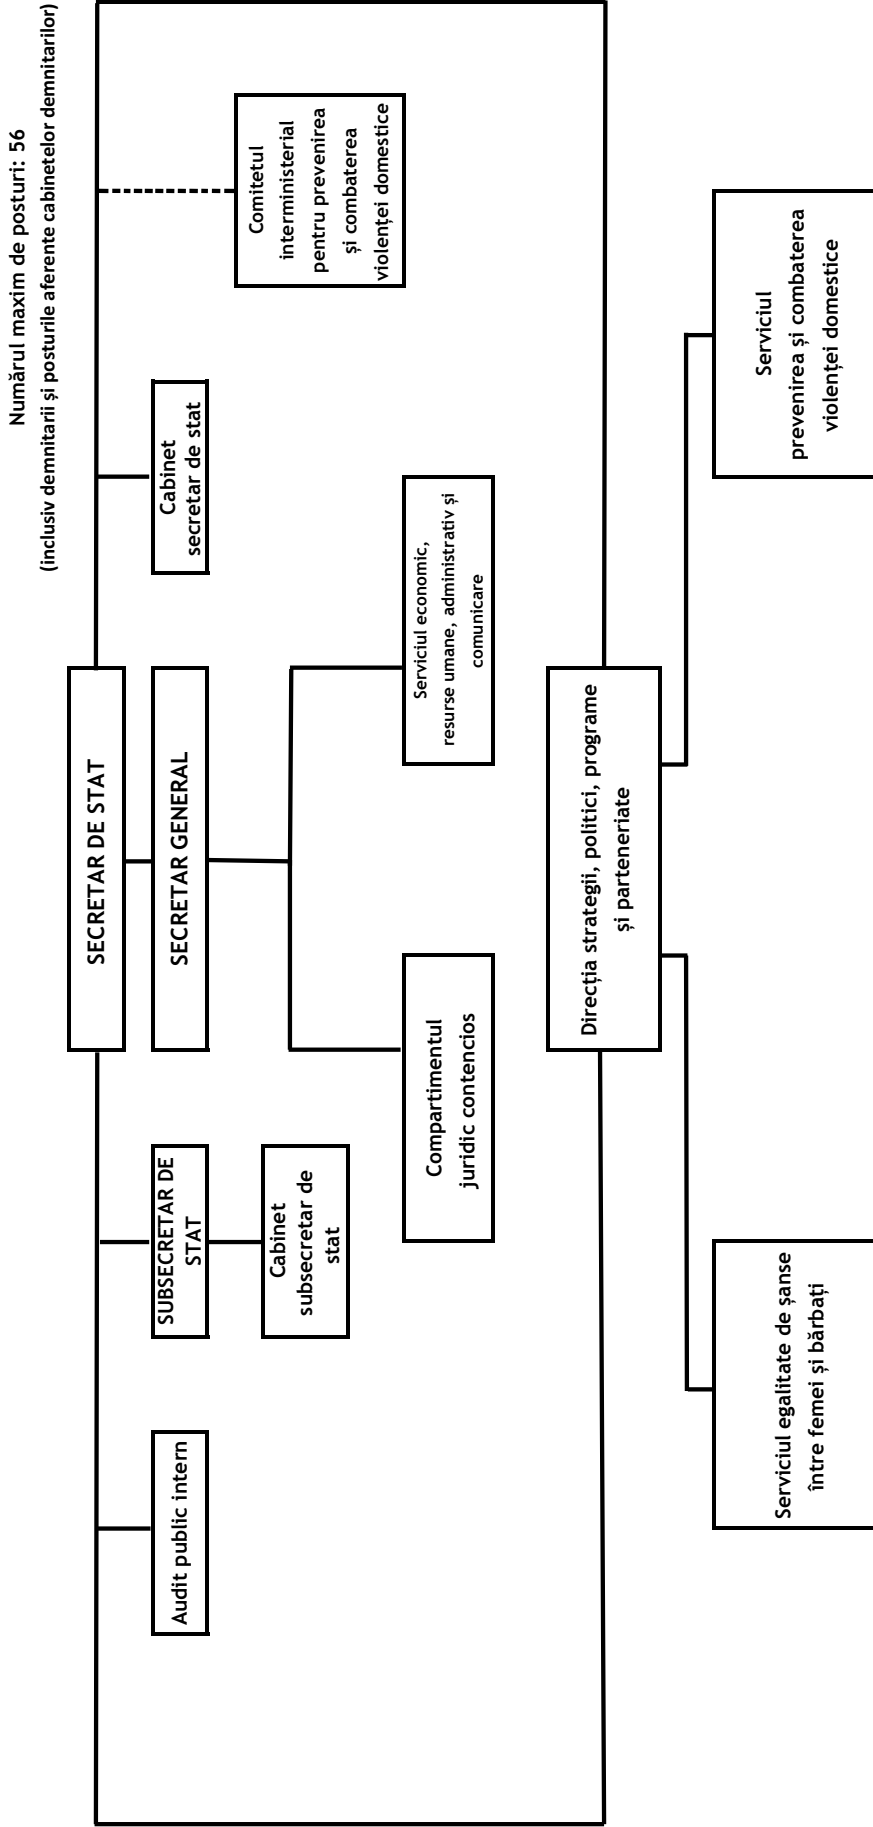 Numărul maxim de posturi: 56
(inclusiv demnitarii și posturile aferente cabinetelor demnitarilor)
SECRETAR DE STAT
Audit public intern
SUBSECRETAR DE
STAT
SECRETAR GENERAL
Cabinet
secretar de stat
Comitetul
interministerial
pentru prevenirea
și combaterea
violenței domestice
Cabinet
subsecretar de
stat
Compartimentul
juridic contencios
Serviciul economic,
resurse umane, administrativ și
comunicare
Direcția strategii, politici, programe
și parteneriate
Serviciul egalitate de șanse
între femei și bărbați
Serviciul
prevenirea și combaterea
violenței domestice